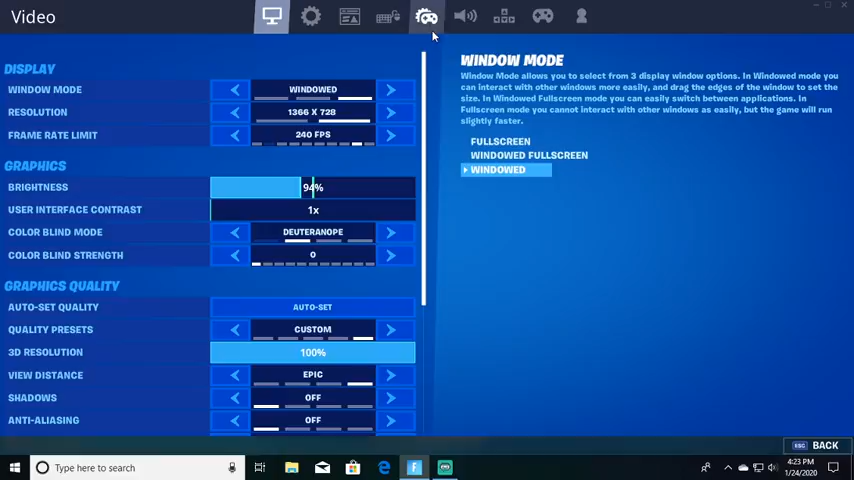 Video
DISPLAY
WINDOW MODE
WINDOWED
RESOLUTION
1366 X 728
FRAME RATE LIMIT
240 FPS
GRAPHICS
BRIGHTNESS
94%
USER INTERFACE CONTRAST
1x
COLOR BLIND MODE
DEUTERANOPE
COLOR BLIND STRENGTH
0
GRAPHICS QUALITY
AUTO-SET QUALITY
AUTO-SET
QUALITY PRESETS
CUSTOM
3D RESOLUTION
100%
VIEW DISTANCE
EPIC
SHADOWS
OFF
ANTI-ALIASING
OFF
WINDOW MODE
Window Mode allows you to select from 3 display window options. In Windowed mode you
can interact with other windows more easily, and drag the edges of the window to set the
size. In Windowed Fullscreen mode you can easily switch between applications. In
Fullscreen mode you cannot interact with other windows as easily, but the game will run
slightly faster.
FULLSCREEN
WINDOWED FULLSCREEN
WINDOWED
ESC BACK
Type here to search
4:23 PM
1/24/2020